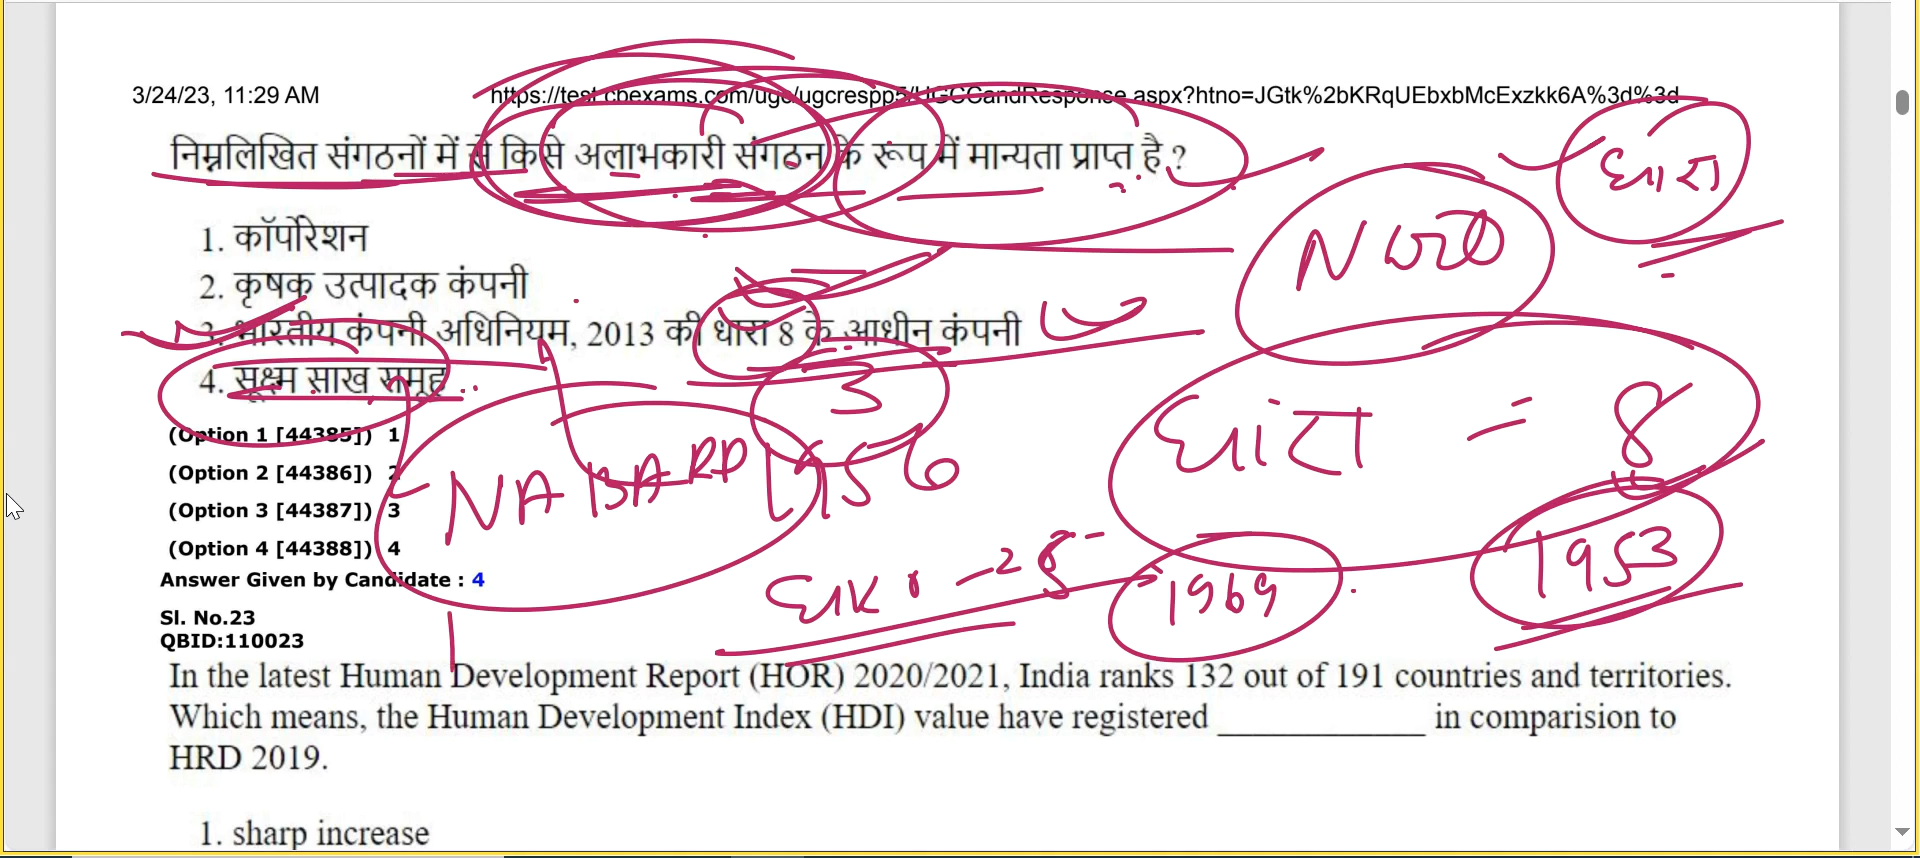 3/24/23, 11:29 AM https://test.cbexams.com/ugc/ugcrespp5/UGCCandResponse.aspx?htno=JGtk%2bKRqUEbxbMcExzkk6A%3d%3d
निम्नलिखित संगठनों में से किसे अलाभकारी संगठन के रूप में मान्यता प्राप्त है ?
धारा
NGO
1. कॉर्पोरेशन
2. कृषक उत्पादक कंपनी
3. भारतीय कंपनी अधिनियम, 2013 की धारा 8 के आधीन कंपनी
4. सूक्ष्म साख समूह
3
धारा = 8
(Option 1 [44385]) 1
(Option 2 [44386]) 2
NABARD 1956
(Option 3 [44387]) 3
(Option 4 [44388]) 4
1953
Answer Given by Candidate : 4
1969
Sl. No.23
QBID:110023
In the latest Human Development Report (HOR) 2020/2021, India ranks 132 out of 191 countries and territories.
Which means, the Human Development Index (HDI) value have registered ____________ in comparision to
HRD 2019.
1. sharp increase